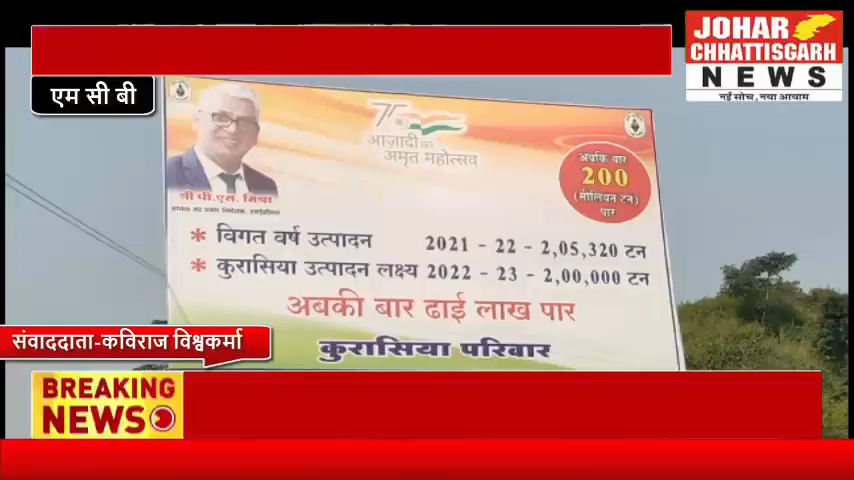 JOHAR
CHHATTISGARH
NEWS
नई सोच, नया आयाम
एम सी बी
75
आज़ादी का
अमृत महोत्सव
अबकि बार
200
(मीलियन टन)
पार
श्री पी.एस. मिश्रा
* विगत वर्ष उत्पादन 2021 - 22 - 2,05,320 टन
* कुरासिया उत्पादन लक्ष्य 2022 - 23 - 2,00,000 टन
अबकी बार ढाई लाख पार
कुरासिया परिवार
संवाददाता-कविराज विश्वकर्मा
BREAKING
NEWS